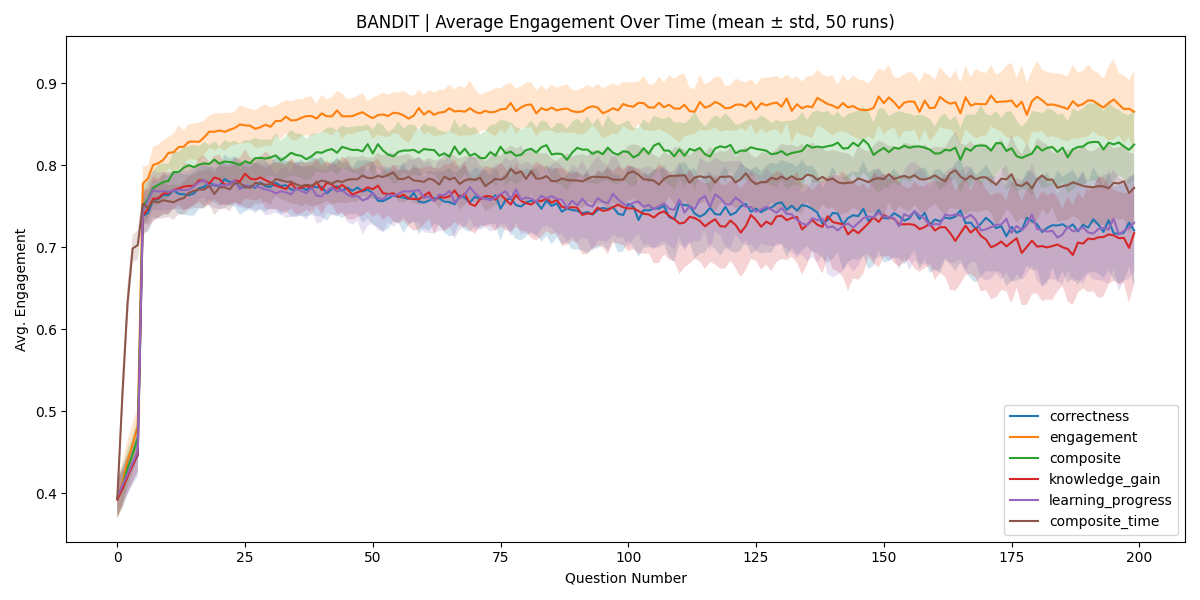 BANDIT | Average Engagement Over Time (mean ± std, 50 runs)
Avg. Engagement
0.9
0.8
0.7
0.6
0.5
0.4
correctness
engagement
composite
knowledge_gain
learning_progress
composite_time
0 25 50 75 100 125 150 175 200
Question Number